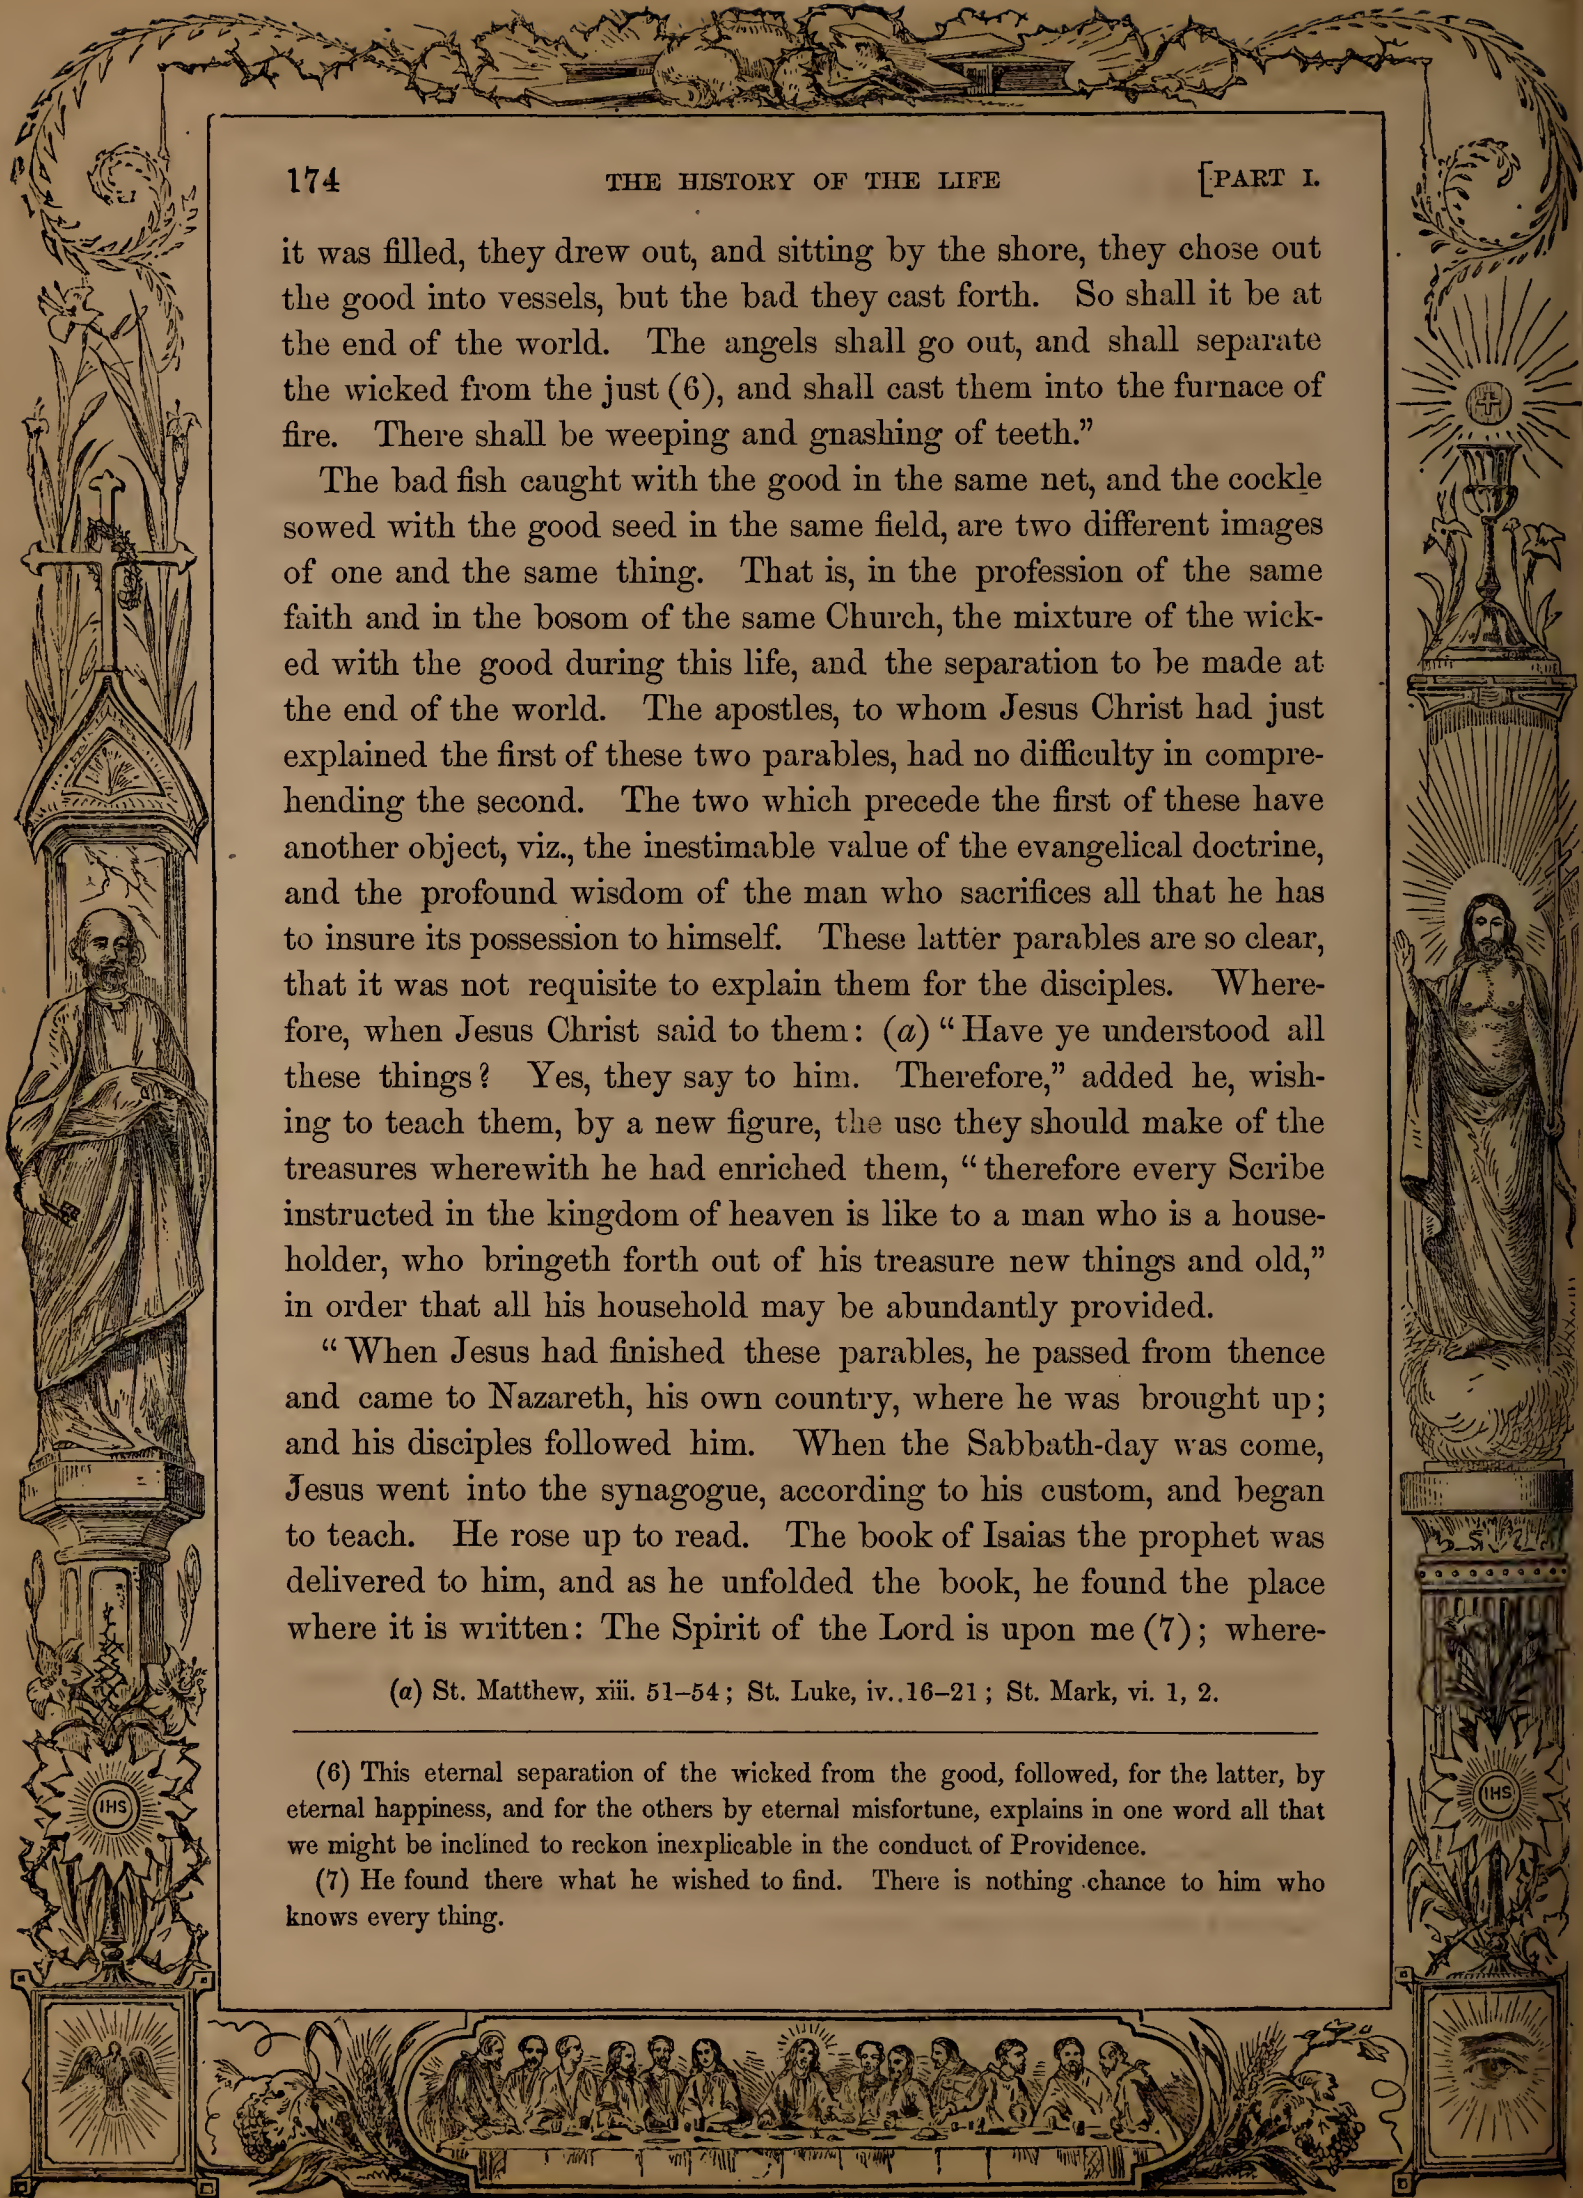 174 THE HISTORY OF THE LIFE [PART I.
it was filled, they drew out, and sitting by the shore, they chose out
the good into vessels, but the bad they cast forth. So shall it be at
the end of the world. The angels shall go out, and shall separate
the wicked from the just (6), and shall cast them into the furnace of
fire. There shall be weeping and gnashing of teeth.”
The bad fish caught with the good in the same net, and the cockle
sowed with the good seed in the same field, are two different images
of one and the same thing. That is, in the profession of the same
faith and in the bosom of the same Church, the mixture of the wick-
ed with the good during this life, and the separation to be made at
the end of the world. The apostles, to whom Jesus Christ had just
explained the first of these two parables, had no difficulty in compre-
hending the second. The two which precede the first of these have
another object, viz., the inestimable value of the evangelical doctrine,
and the profound wisdom of the man who sacrifices all that he has
to insure its possession to himself. These latter parables are so clear,
that it was not requisite to explain them for the disciples. Where-
fore, when Jesus Christ said to them: (a) “Have ye understood all
these things? Yes, they say to him. Therefore,” added he, wish-
ing to teach them, by a new figure, the use they should make of the
treasures wherewith he had enriched them, “therefore every Scribe
instructed in the kingdom of heaven is like to a man who is a house-
holder, who bringeth forth out of his treasure new things and old,”
in order that all his household may be abundantly provided.
“When Jesus had finished these parables, he passed from thence
and came to Nazareth, his own country, where he was brought up;
and his disciples followed him. When the Sabbath-day was come,
Jesus went into the synagogue, according to his custom, and began
to teach. He rose up to read. The book of Isaias the prophet was
delivered to him, and as he unfolded the book, he found the place
where it is written: The Spirit of the Lord is upon me (7); where-
(a) St. Matthew, xiii. 51–54; St. Luke, iv. 16–21; St. Mark, vi. 1, 2.
(6) This eternal separation of the wicked from the good, followed, for the latter, by
eternal happiness, and for the others by eternal misfortune, explains in one word all that
we might be inclined to reckon inexplicable in the conduct of Providence.
(7) He found there what he wished to find. There is nothing chance to him who
knows every thing.
IHS
IHS